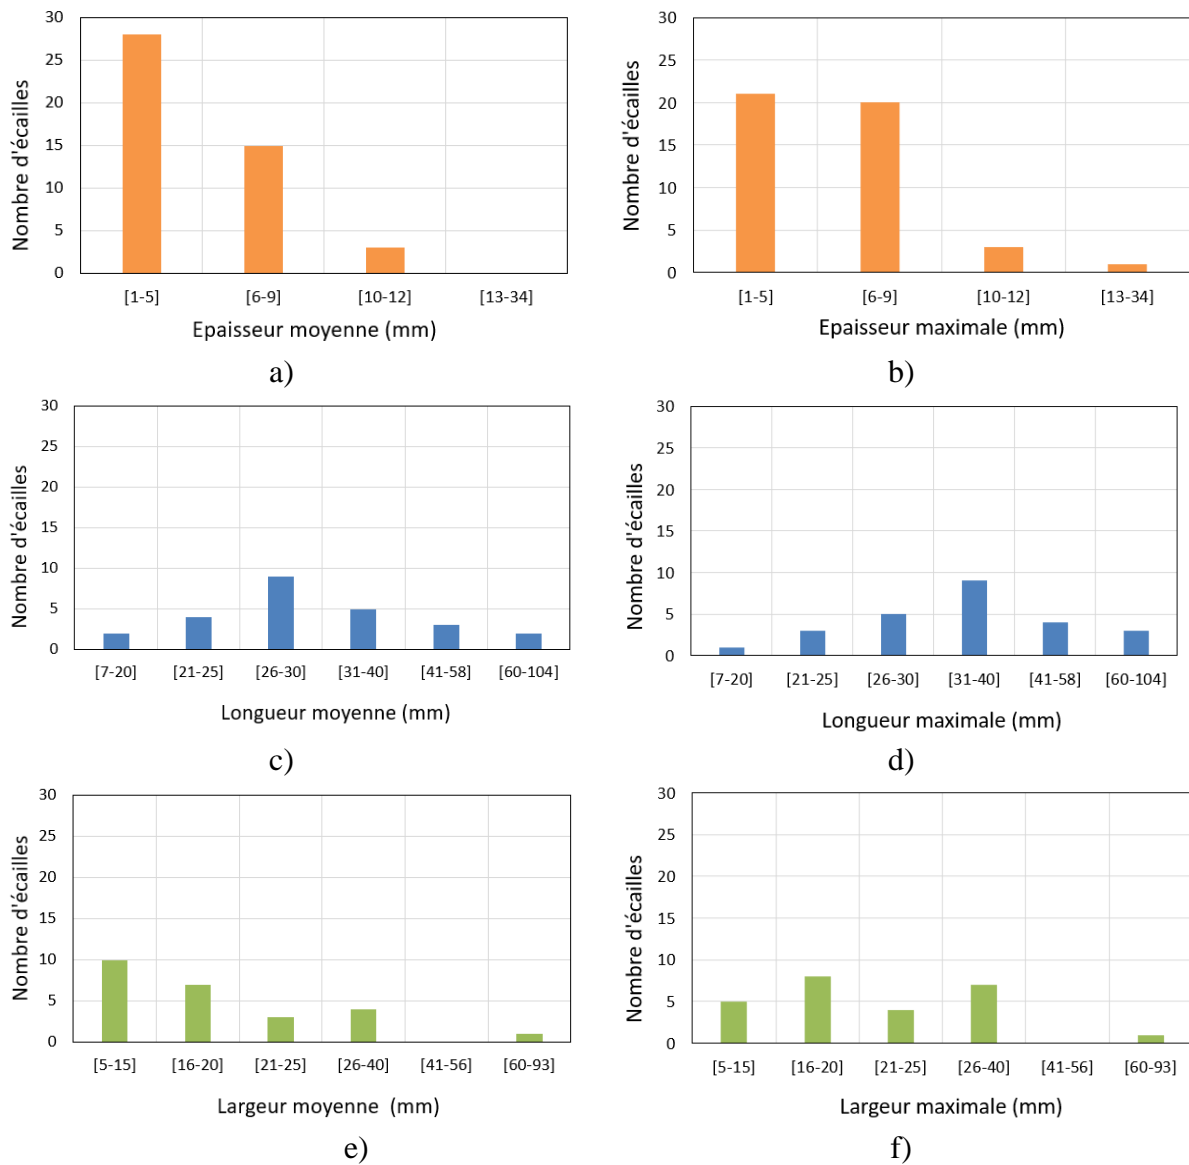 30
25
20
15
10
5
0
Nombre d'écailles
[1-5] [6-9] [10-12] [13-34]
Epaisseur moyenne (mm)
a)
30
25
20
15
10
5
0
Nombre d'écailles
[1-5] [6-9] [10-12] [13-34]
Epaisseur maximale (mm)
b)
30
25
20
15
10
5
0
Nombre d'écailles
[7-20] [21-25] [26-30] [31-40] [41-58] [60-104]
Longueur moyenne (mm)
c)
30
25
20
15
10
5
0
Nombre d'écailles
[7-20] [21-25] [26-30] [31-40] [41-58] [60-104]
Longueur maximale (mm)
d)
30
25
20
15
10
5
0
Nombre d'écailles
[5-15] [16-20] [21-25] [26-40] [41-56] [60-93]
Largeur moyenne (mm)
e)
30
25
20
15
10
5
0
Nombre d'écailles
[5-15] [16-20] [21-25] [26-40] [41-56] [60-93]
Largeur maximale (mm)
f)